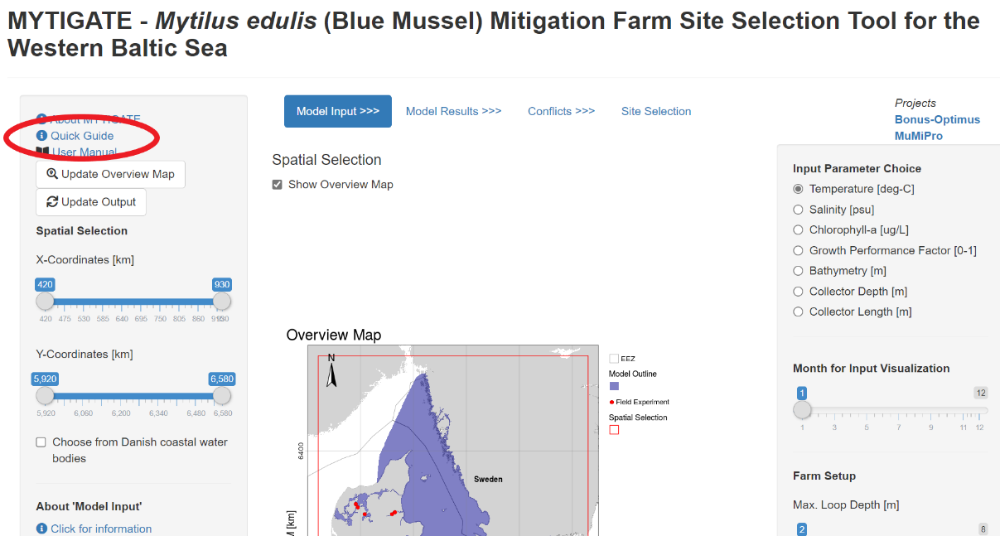 MYTIGATE - Mytilus edulis (Blue Mussel) Mitigation Farm Site Selection Tool for the
Western Baltic Sea
About MYTIGATE
Quick Guide
User Manual
Update Overview Map
Update Output
Spatial Selection
X-Coordinates [km]
420 930
420 475 530 585 640 695 750 805 860 915 930
Y-Coordinates [km]
5,920 6,580
5,920 6,060 6,200 6,340 6,480 6,580
Choose from Danish coastal water
bodies
About 'Model Input'
Click for information
Model Input >>>
Model Results >>>
Conflicts >>>
Site Selection
Spatial Selection
Show Overview Map
Overview Map
N
6400
Sweden
[km]
EEZ
Model Outline
Field Experiment
Spatial Selection
Projects
Bonus-Optimus
MuMiPro
Input Parameter Choice
Temperature [deg-C]
Salinity [psu]
Chlorophyll-a [ug/L]
Growth Performance Factor [0-1]
Bathymetry [m]
Collector Depth [m]
Collector Length [m]
Month for Input Visualization
1 12
1 3 5 7 9 11 12
Farm Setup
Max. Loop Depth [m]
2 8